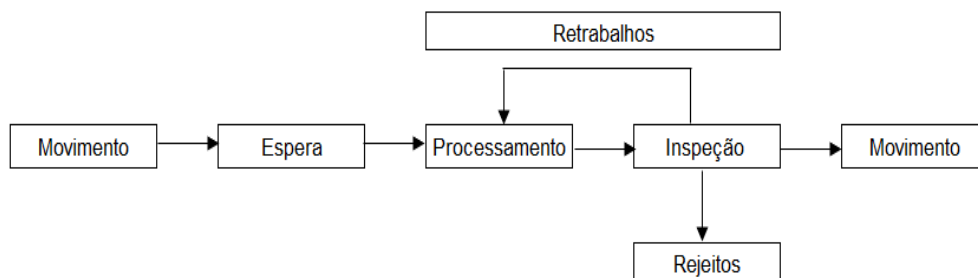 Retrabalhos
Movimento
Espera
Processamento
Inspeção
Movimento
Rejeitos